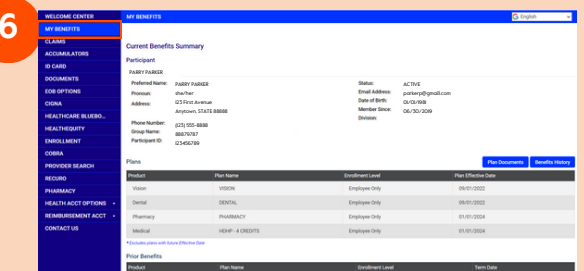 6
WELCOME CENTER
MY BENEFITS
CLAIMS
ACCUMULATORS
ID CARD
DOCUMENTS
EOB OPTIONS
CIGNA
HEALTHCARE BLUEBO...
HEALTHEQUITY
ENROLLMENT
COBRA
PROVIDER SEARCH
RECURO
PHARMACY
HEALTH ACCT OPTIONS
REIMBURSEMENT ACCT
CONTACT US
MY BENEFITS
G English
Current Benefits Summary
Participant
PARRY PARKER
Preferred Name: PARRY PARKER
Pronoun: she/her
Address: 123 First Avenue
Anytown, STATE 88888
Phone Number: (123) 555-8888
Group Name: 88879787
Participant ID: 123456789
Status: ACTIVE
Email Address: parkerp@gmail.com
Date of Birth: 01/01/1981
Member Since: 06/30/2019
Division:
Plans
Plan Documents Benefits History
Product Plan Name Enrollment Level Plan Effective Date
Vision VISION Employee Only 09/01/2022
Dental DENTAL Employee Only 09/01/2022
Pharmacy PHARMACY Employee Only 01/01/2024
Medical HDHP - 4 CREDITS Employee Only 01/01/2024
*Excludes plans with future Effective Date
Prior Benefits
Product Plan Name Enrollment Level Term Date